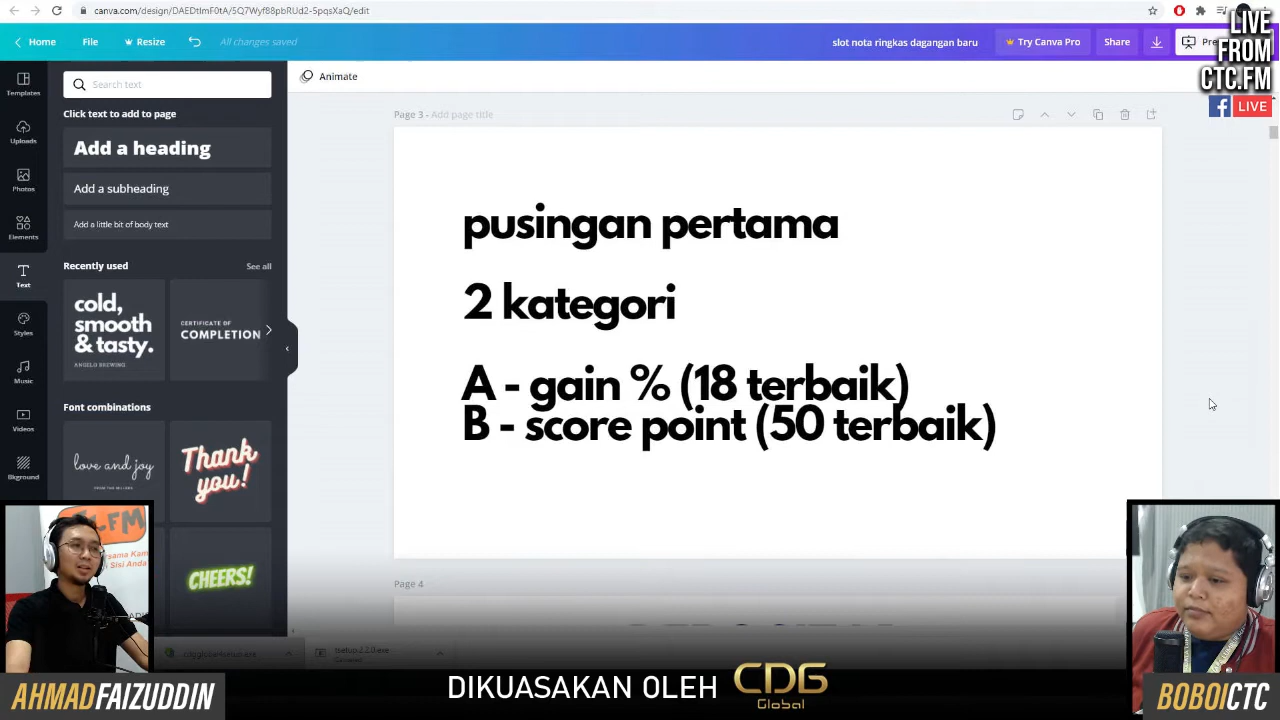 canva.com/design/DAEDtImF0tA/5Q7Wyf88pbRUd2-5pqsXaQ/edit
Home
File
Resize
All changes saved
slot nota ringkas dagangan baru
Try Canva Pro
Share
LIVE
FROM
CTC.FM
LIVE
Templates
Uploads
Photos
Elements
Text
Styles
Music
Videos
Bkground
Search text
Click text to add to page
Add a heading
Add a subheading
Add a little bit of body text
Recently used
See all
cold,
smooth
& tasty.
ANGELO BREWING
CERTIFICATE OF
COMPLETION
Font combinations
love and joy
Thank
you!
CHEERS!
Animate
Page 3 - Add page title
pusingan pertama
2 kategori
A - gain % (18 terbaik)
B - score point (50 terbaik)
Page 4
AHMADFAIZUDDIN
DIKUASAKAN OLEH
CDG
Global
BOBOICTC